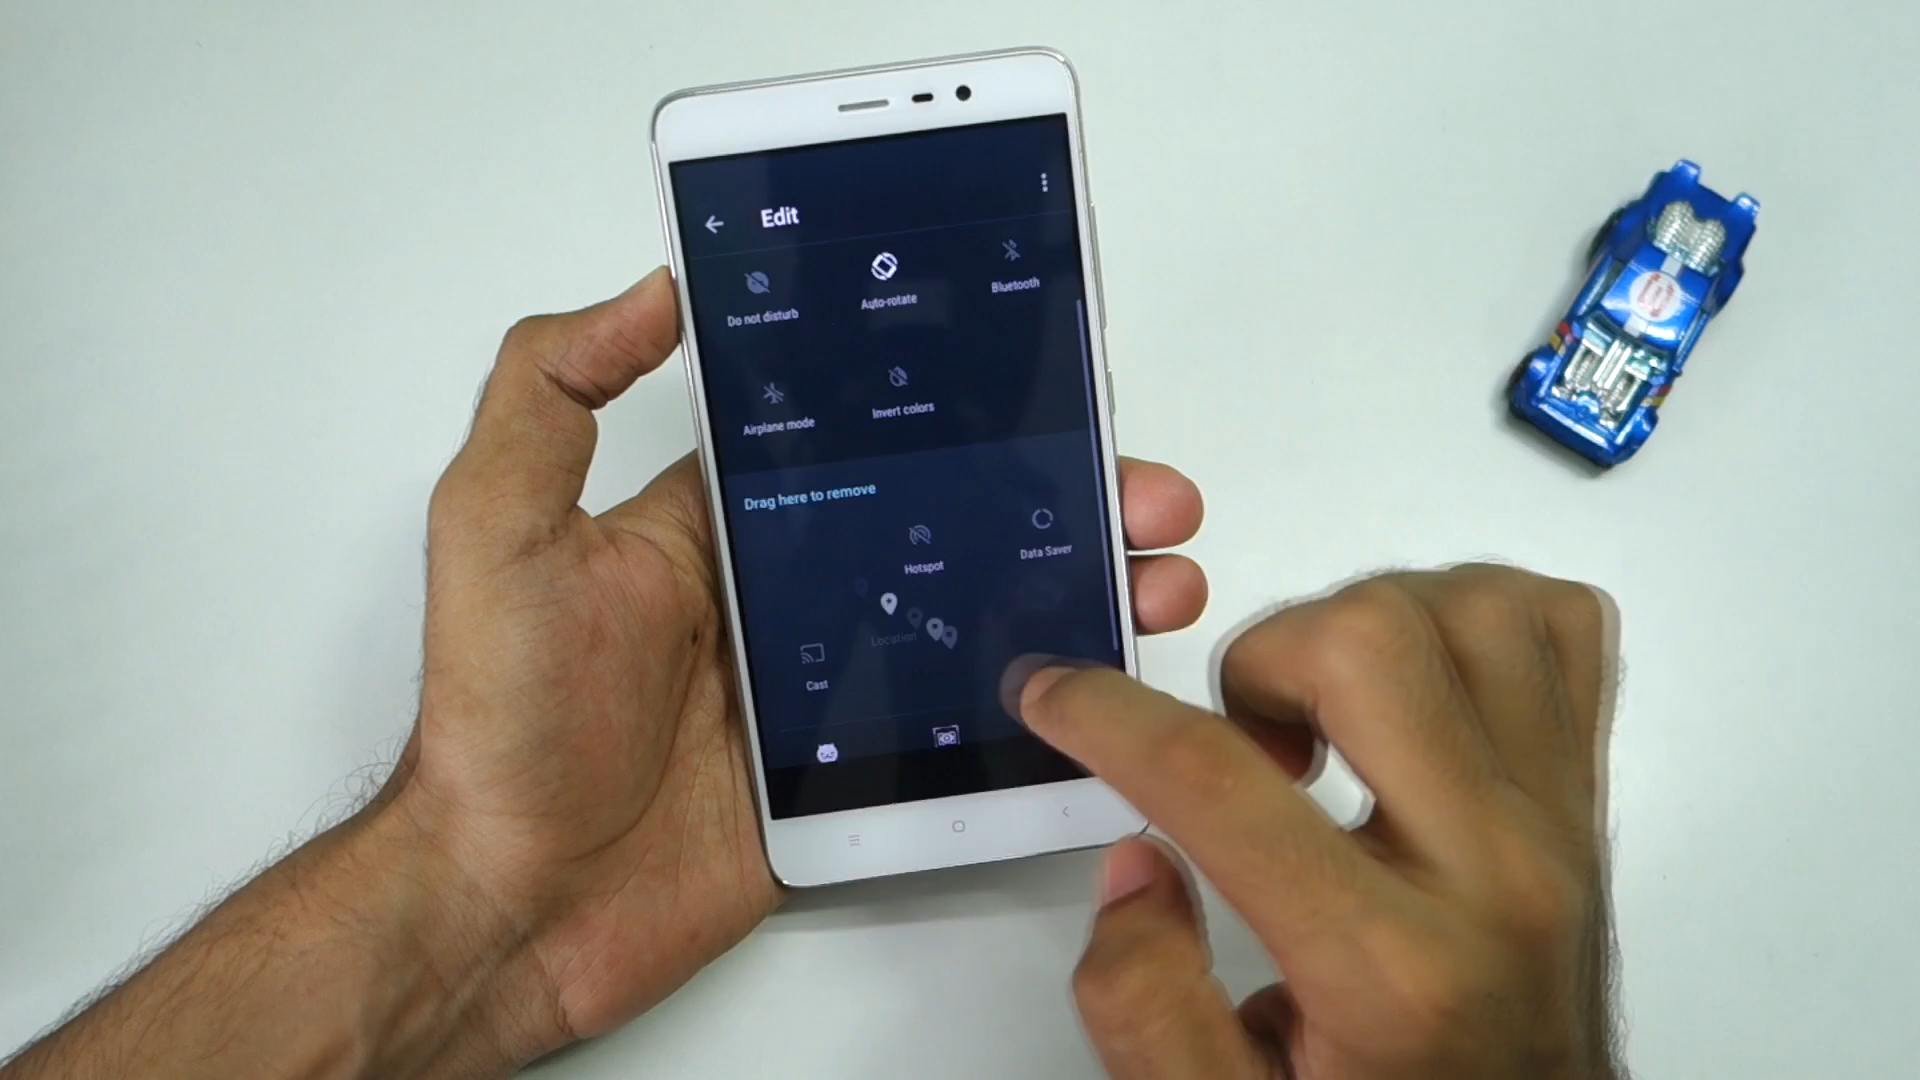 Edit
Do not disturb
Auto-rotate
Bluetooth
Airplane mode
Invert colors
Drag here to remove
Hotspot
Data Saver
Location
Cast